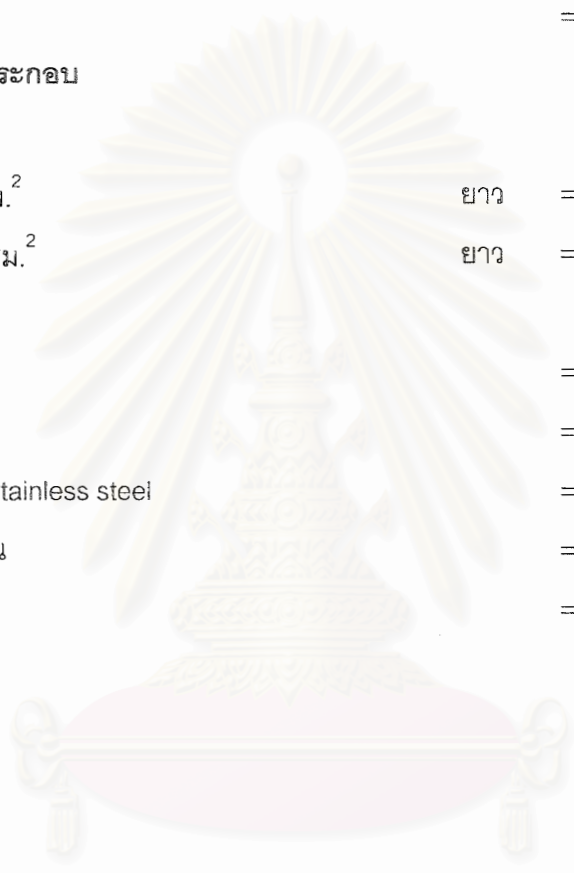 =
ระกอบ
ม.² ยาว =
ม.² ยาว =
=
=
tainless steel =
น =
=